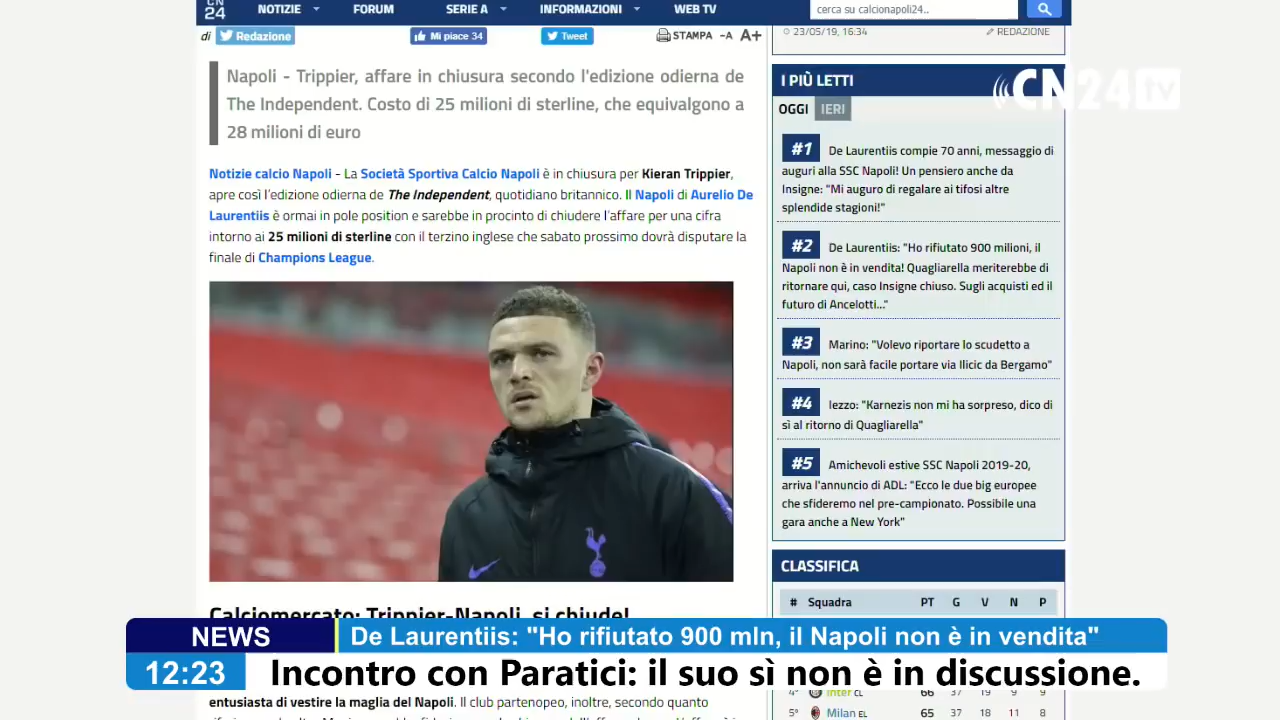 CN
24
NOTIZIE
FORUM
SERIE A
INFORMAZIONI
WEB TV
cerca su calcionapoli24..
di
Redazione
Mi piace 34
Tweet
STAMPA -A A+
23/05/19, 16:34
REDAZIONE
Napoli - Trippier, affare in chiusura secondo l'edizione odierna de
The Independent. Costo di 25 milioni di sterline, che equivalgono a
28 milioni di euro
Notizie calcio Napoli - La Società Sportiva Calcio Napoli è in chiusura per Kieran Trippier,
apre così l'edizione odierna de The Independent, quotidiano britannico. Il Napoli di Aurelio De
Laurentiis è ormai in pole position e sarebbe in procinto di chiudere l'affare per una cifra
intorno ai 25 milioni di sterline con il terzino inglese che sabato prossimo dovrà disputare la
finale di Champions League.
Calciomercato: Trippier-Napoli, si chiude!
entusiasta di vestire la maglia del Napoli. Il club partenopeo, inoltre, secondo quanto
I PIÙ LETTI
CN24 tv
OGGI IERI
#1 De Laurentiis compie 70 anni, messaggio di
auguri alla SSC Napoli! Un pensiero anche da
Insigne: "Mi auguro di regalare ai tifosi altre
splendide stagioni!"
#2 De Laurentiis: "Ho rifiutato 900 milioni, il
Napoli non è in vendita! Quagliarella meriterebbe di
ritornare qui, caso Insigne chiuso. Sugli acquisti ed il
futuro di Ancelotti..."
#3 Marino: "Volevo riportare lo scudetto a
Napoli, non sarà facile portare via Ilicic da Bergamo"
#4 Iezzo: "Karnezis non mi ha sorpreso, dico di
sì al ritorno di Quagliarella"
#5 Amichevoli estive SSC Napoli 2019-20,
arriva l'annuncio di ADL: "Ecco le due big europee
che sfideremo nel pre-campionato. Possibile una
gara anche a New York"
CLASSIFICA
# Squadra PT G V N P
4° Inter CL 66 37 19 9 9
5° Milan EL 65 37 18 11 8
NEWS
De Laurentiis: "Ho rifiutato 900 mln, il Napoli non è in vendita"
12:23
Incontro con Paratici: il suo sì non è in discussione.